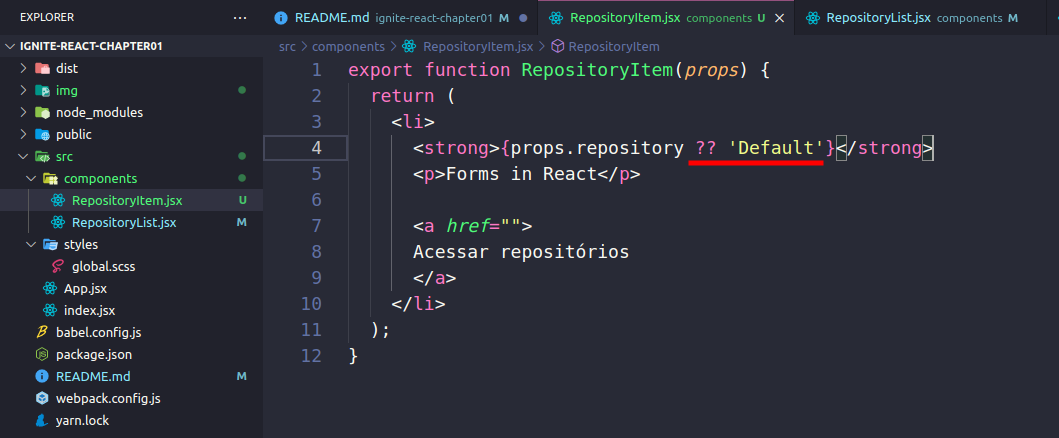 EXPLORER ...
IGNITE-REACT-CHAPTER01
dist
img
node_modules
public
src
components
RepositoryItem.jsx U
RepositoryList.jsx M
styles
global.scss
App.jsx
index.jsx
babel.config.js
package.json
README.md M
webpack.config.js
yarn.lock
README.md ignite-react-chapter01 M
RepositoryItem.jsx components U
RepositoryList.jsx components M
src > components > RepositoryItem.jsx > RepositoryItem
1 export function RepositoryItem(props) {
2 return (
3 <li>
4 <strong>{props.repository ?? 'Default'}</strong>
5 <p>Forms in React</p>
6
7 <a href="">
8 Acessar repositórios
9 </a>
10 </li>
11 );
12 }